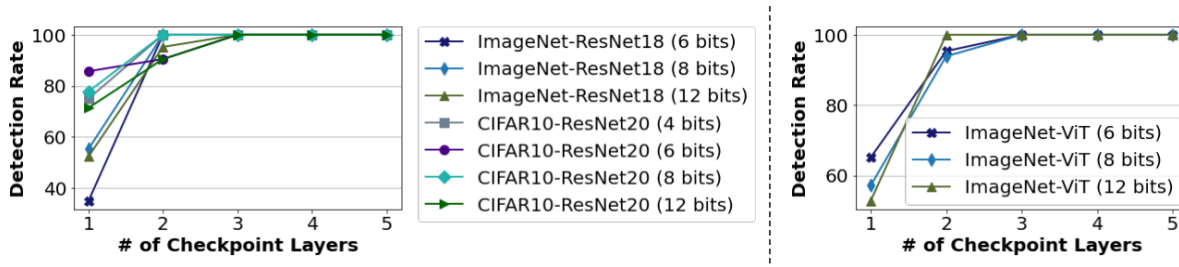 Detection Rate
100
80
60
40
1 2 3 4 5
# of Checkpoint Layers
ImageNet-ResNet18 (6 bits)
ImageNet-ResNet18 (8 bits)
ImageNet-ResNet18 (12 bits)
CIFAR10-ResNet20 (4 bits)
CIFAR10-ResNet20 (6 bits)
CIFAR10-ResNet20 (8 bits)
CIFAR10-ResNet20 (12 bits)
Detection Rate
100
80
60
ImageNet-ViT (6 bits)
ImageNet-ViT (8 bits)
ImageNet-ViT (12 bits)
1 2 3 4 5
# of Checkpoint Layers